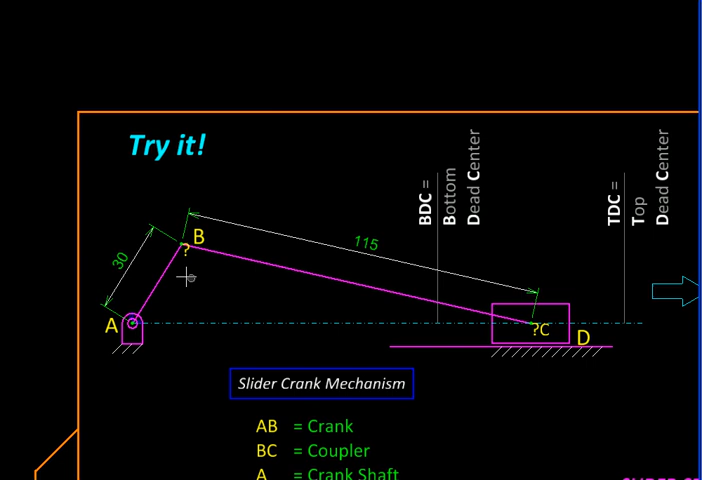 Try it!
BDC =
Bottom
Dead Center
TDC =
Top
Dead Center
115
30
B
?
A
?C
D
Slider Crank Mechanism
AB = Crank
BC = Coupler
A = Crank Shaft